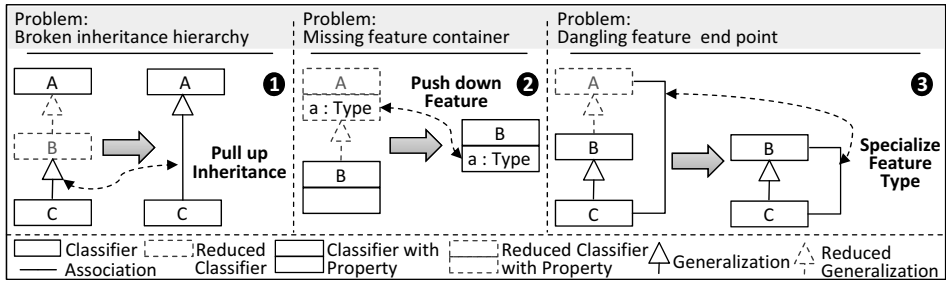 Problem:
Broken inheritance hierarchy
A
B
C
A
C
Pull up
Inheritance
1
Problem:
Missing feature container
A
a : Type
B
Push down
Feature
B
a : Type
2
Problem:
Dangling feature end point
A
B
C
B
C
Specialize
Feature
Type
3
Classifier
Association
Reduced
Classifier
Classifier with
Property
Reduced Classifier
with Property
Generalization
Reduced
Generalization